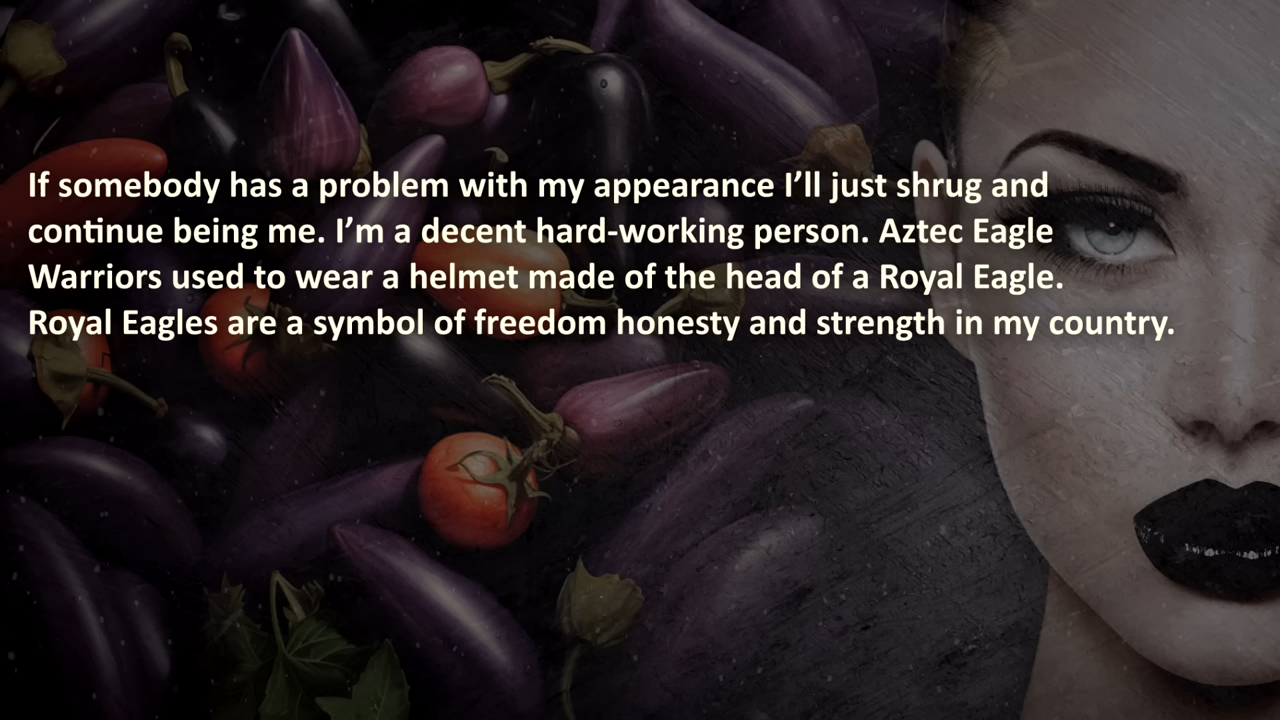 If somebody has a problem with my appearance I’ll just shrug and
continue being me. I’m a decent hard-working person. Aztec Eagle
Warriors used to wear a helmet made of the head of a Royal Eagle.
Royal Eagles are a symbol of freedom honesty and strength in my country.